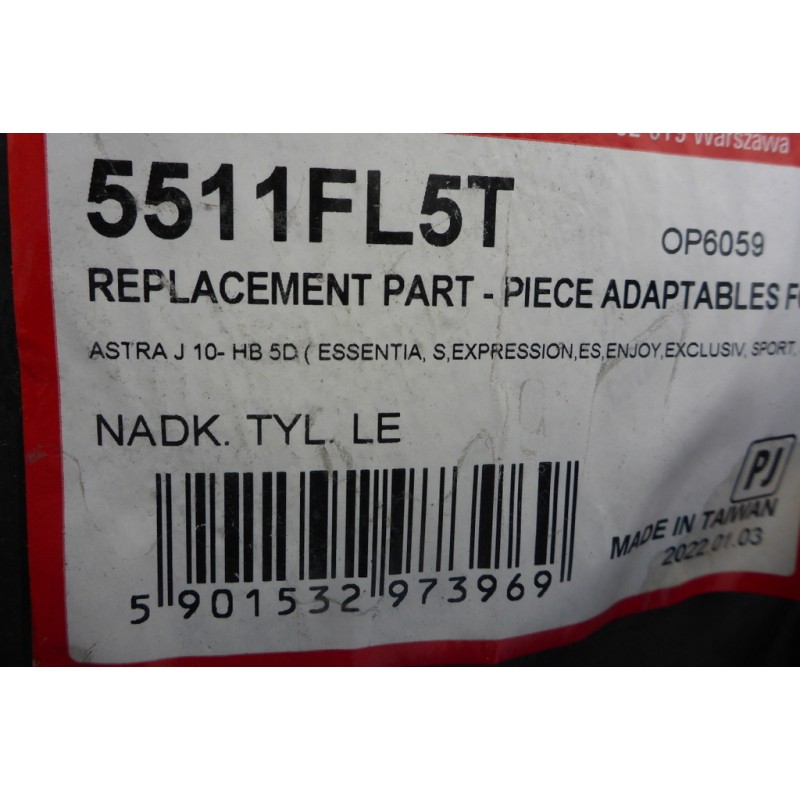 Warszawa
5511FL5T
OP6059
REPLACEMENT PART - PIECE ADAPTABLES
ASTRA J 10- HB 5D ( ESSENTIA, S,EXPRESSION,ES,ENJOY,EXCLUSIV, SPORT,
NADK. TYL. LE
PJ
MADE IN TAIWAN
2022.01.03
5 901532 973969